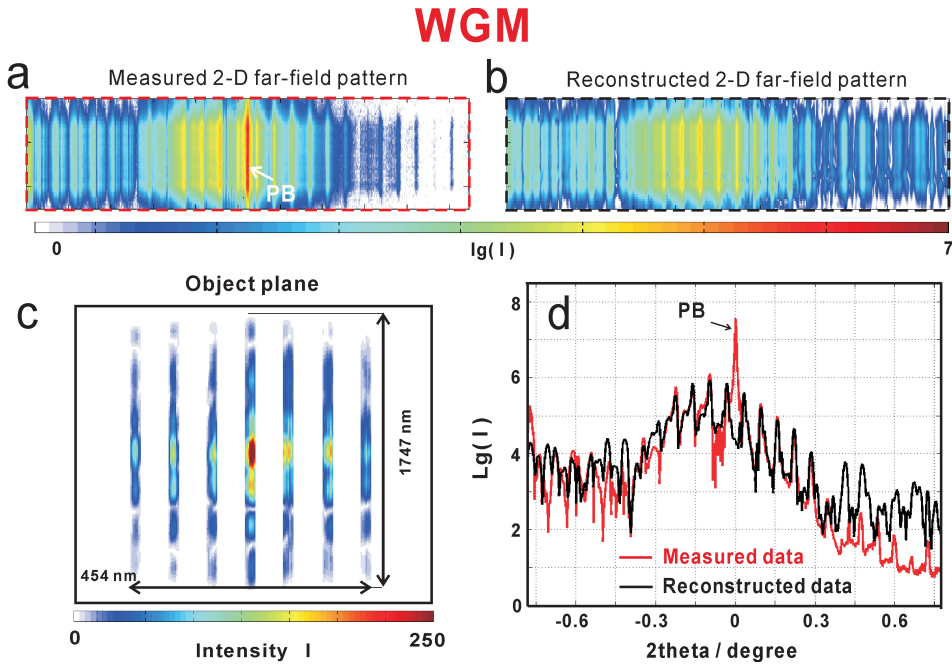 WGM
a
Measured 2-D far-field pattern
PB
b
Reconstructed 2-D far-field pattern
0
lg( I )
7
c
Object plane
1747 nm
454 nm
0
Intensity I
250
d
PB
8
6
4
2
0
Lg( I )
Measured data
Reconstructed data
-0.6
-0.3
0
0.3
0.6
2theta / degree